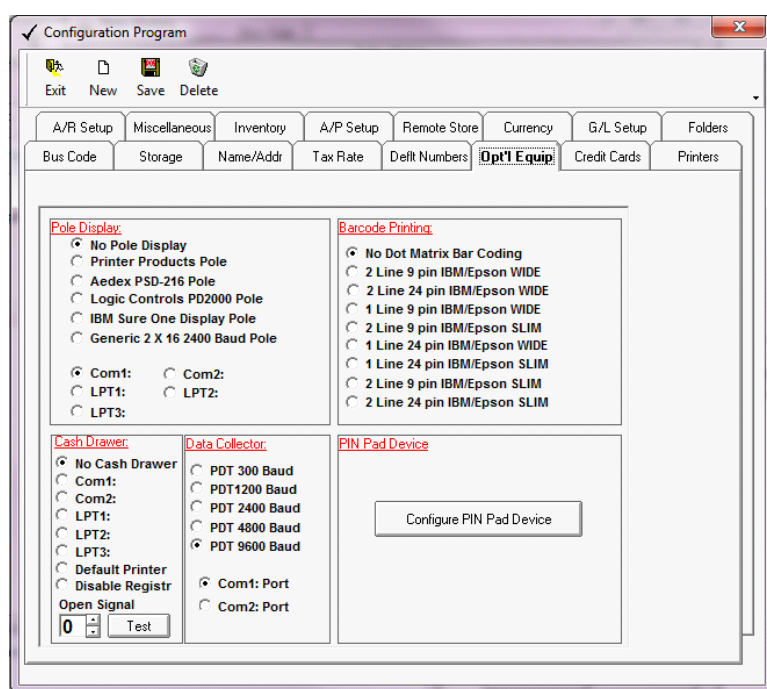 Configuration Program
X
Exit New Save Delete
A/R Setup Miscellaneous Inventory A/P Setup Remote Store Currency G/L Setup Folders
Bus Code Storage Name/Addr Tax Rate Deflt Numbers Opt'l Equip Credit Cards Printers
Pole Display:
No Pole Display
Printer Products Pole
Aedex PSD-216 Pole
Logic Controls PD2000 Pole
IBM Sure One Display Pole
Generic 2 X 16 2400 Baud Pole
Com1: Com2:
LPT1: LPT2:
LPT3:
Barcode Printing:
No Dot Matrix Bar Coding
2 Line 9 pin IBM/Epson WIDE
2 Line 24 pin IBM/Epson WIDE
1 Line 9 pin IBM/Epson WIDE
2 Line 9 pin IBM/Epson SLIM
1 Line 24 pin IBM/Epson WIDE
1 Line 24 pin IBM/Epson SLIM
2 Line 9 pin IBM/Epson SLIM
2 Line 24 pin IBM/Epson SLIM
Cash Drawer:
No Cash Drawer
Com1:
Com2:
LPT1:
LPT2:
LPT3:
Default Printer
Disable Registr
Open Signal
0 Test
Data Collector:
PDT 300 Baud
PDT1200 Baud
PDT 2400 Baud
PDT 4800 Baud
PDT 9600 Baud
Com1: Port
Com2: Port
PIN Pad Device
Configure PIN Pad Device